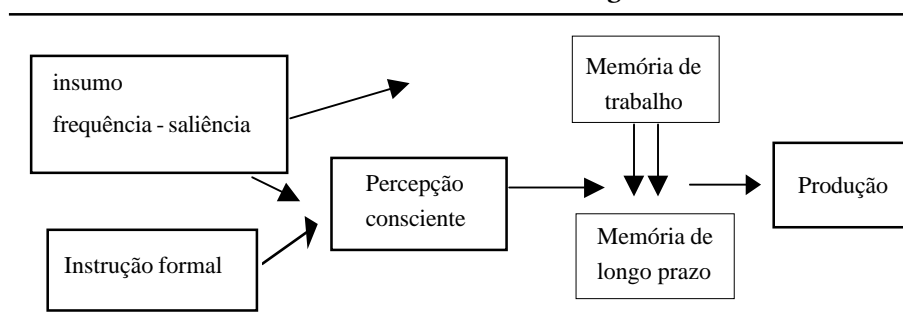 insumo
frequência - saliência
Instrução formal
Percepção
consciente
Memória de
trabalho
Memória de
longo prazo
Produção